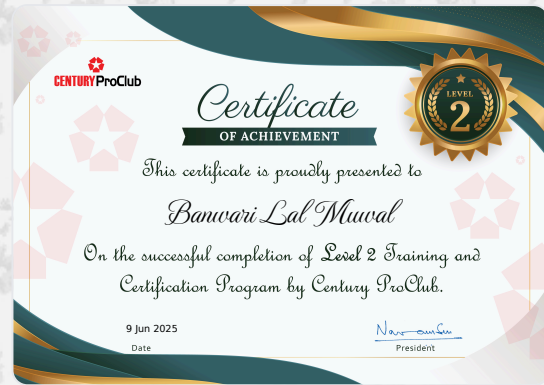 CENTURY ProClub
Certificate
OF ACHIEVEMENT
LEVEL
2
This certificate is proudly presented to
Banwari Lal Muwal
On the successful completion of Level 2 Training and
Certification Program by Century ProClub.
9 Jun 2025
Date
President